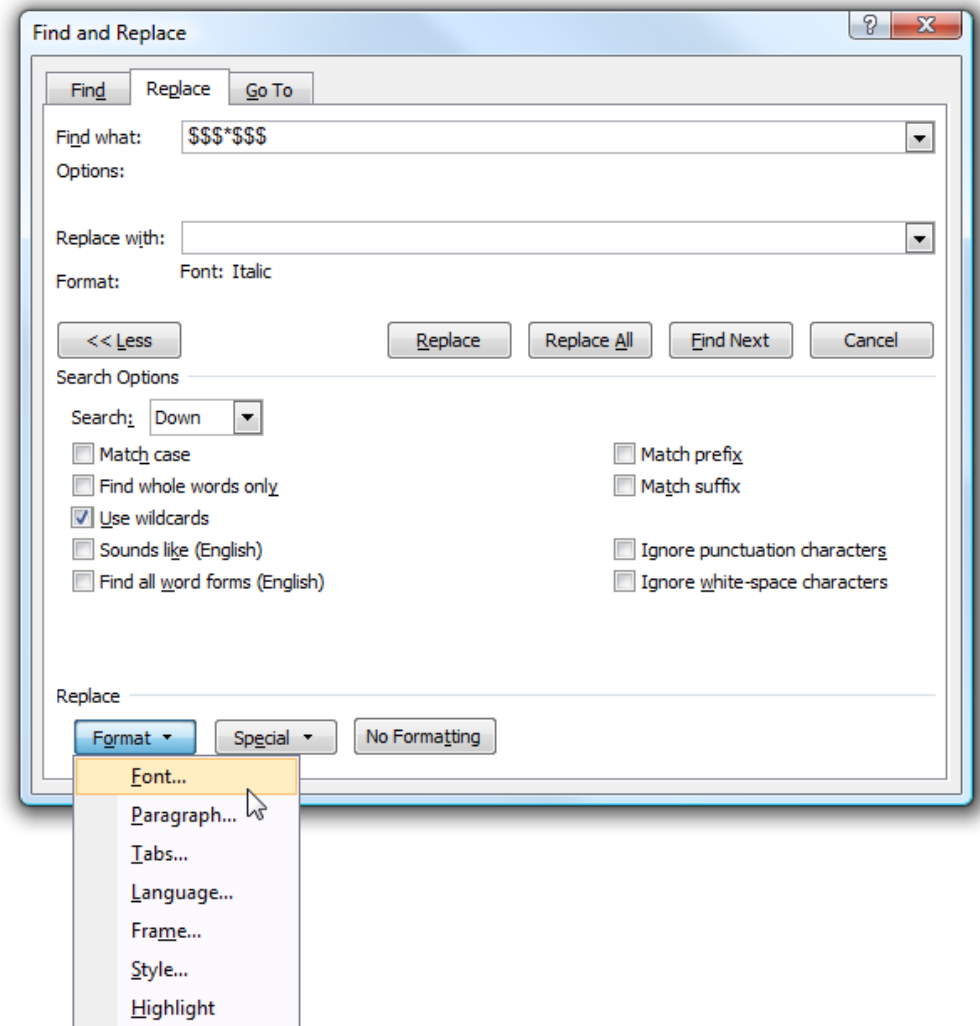 Find and Replace
Find Replace Go To
Find what: $$$*$$$
Options:
Replace with:
Format: Font: Italic
<< Less Replace Replace All Find Next Cancel
Search Options
Search: Down
Match case Match prefix
Find whole words only Match suffix
Use wildcards
Sounds like (English) Ignore punctuation characters
Find all word forms (English) Ignore white-space characters
Replace
Format Special No Formatting
Font...
Paragraph...
Tabs...
Language...
Frame...
Style...
Highlight